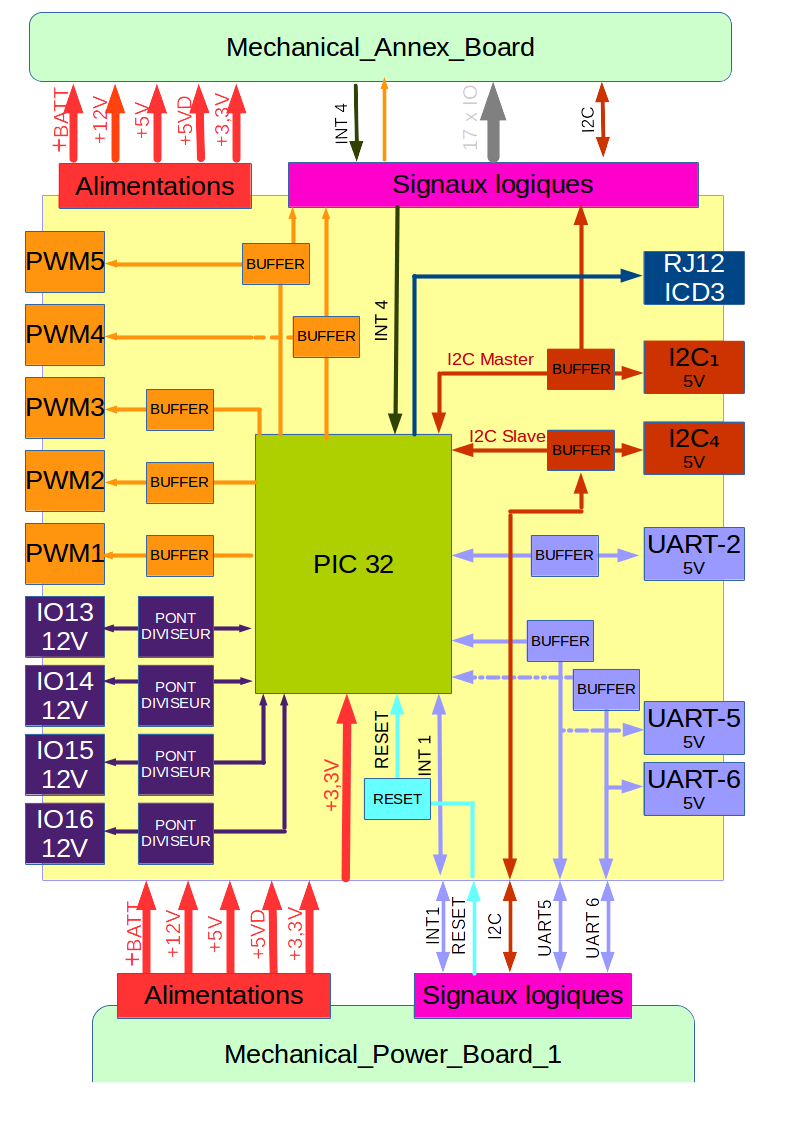 Mechanical_Annex_Board
+BATT
+12V
+5V
+5VD
+3,3V
INT 4
17 x IO
I2C
Alimentations
Signaux logiques
PWM5
BUFFER
PWM4
BUFFER
INT 4
RJ12
ICD3
I2C Master
BUFFER
I2C₁
5V
PWM3
BUFFER
I2C Slave
BUFFER
I2C₄
5V
PWM2
BUFFER
PWM1
BUFFER
PIC 32
BUFFER
UART-2
5V
IO13
12V
PONT
DIVISEUR
BUFFER
IO14
12V
PONT
DIVISEUR
BUFFER
UART-5
5V
IO15
12V
PONT
DIVISEUR
+3,3V
RESET
INT 1
RESET
UART-6
5V
IO16
12V
PONT
DIVISEUR
+BATT
+12V
+5V
+5VD
+3,3V
INT1
RESET
I2C
UART5
UART 6
Alimentations
Signaux logiques
Mechanical_Power_Board_1